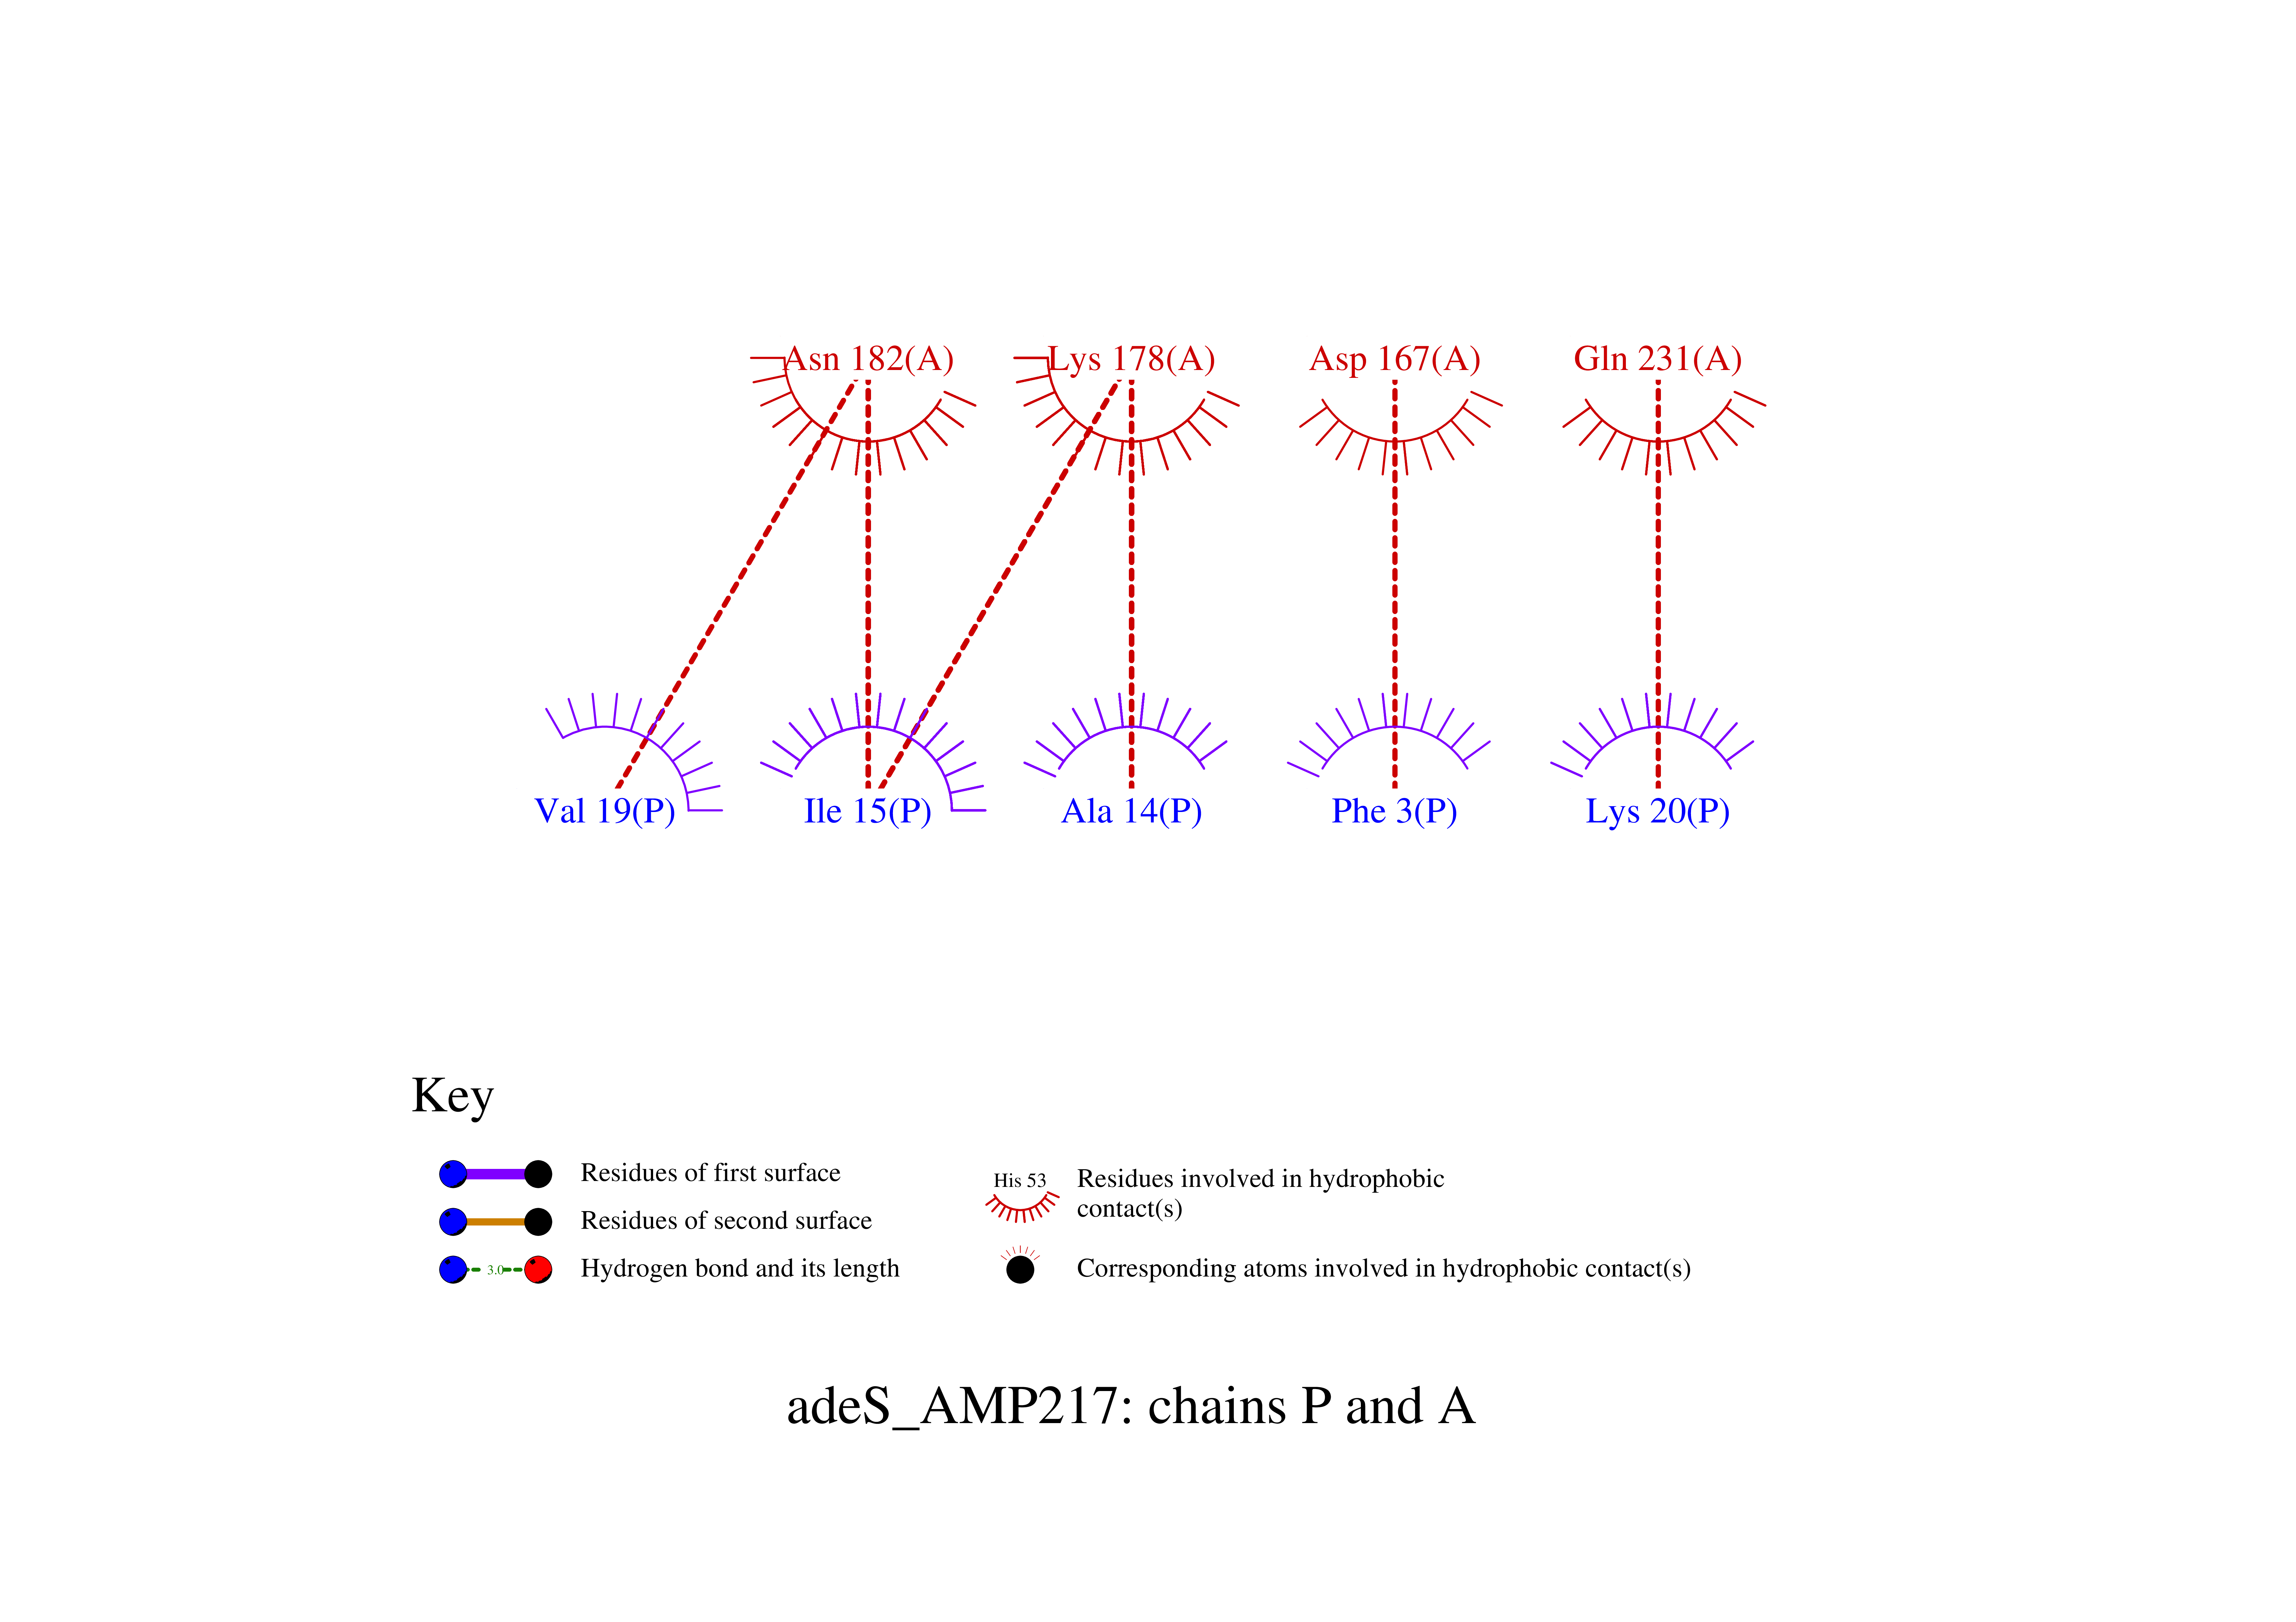 Asn 182(A) Lys 178(A) Asp 167(A) Gln 231(A)
Val 19(P) Ile 15(P) Ala 14(P) Phe 3(P) Lys 20(P)
Key
Residues of first surface
Residues of second surface
3.0 Hydrogen bond and its length
His 53 Residues involved in hydrophobic
contact(s)
Corresponding atoms involved in hydrophobic contact(s)
adeS_AMP217: chains P and A